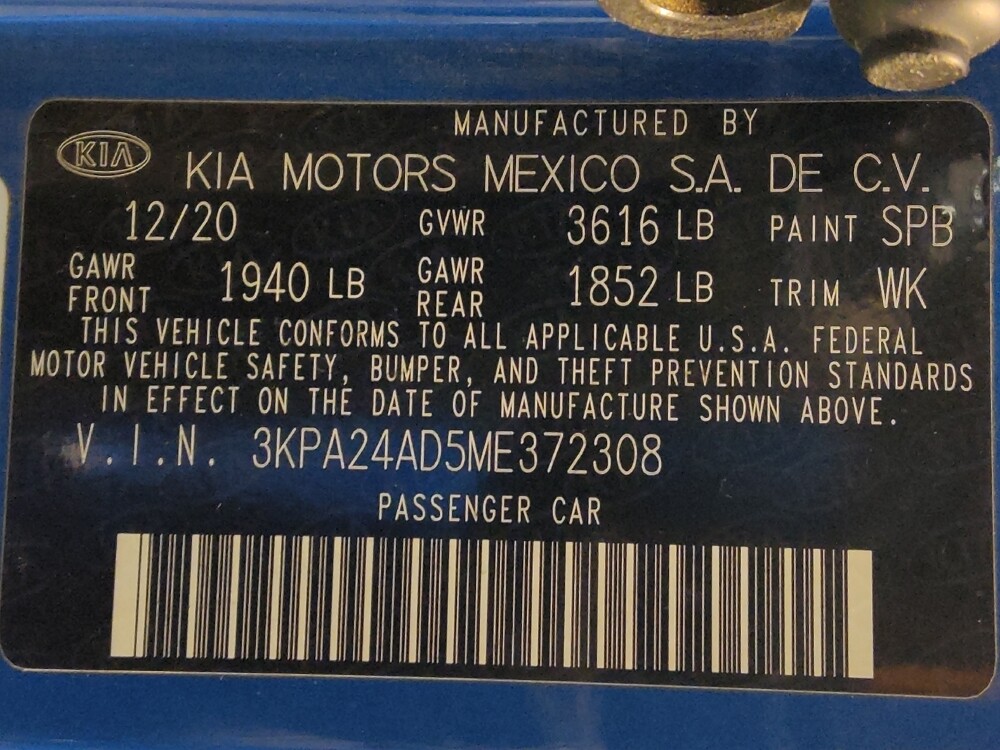 MANUFACTURED BY
KIA KIA MOTORS MEXICO S.A. DE C.V.
12/20 GVWR 3616 LB PAINT SPB
GAWR FRONT 1940 LB GAWR REAR 1852 LB TRIM WK
THIS VEHICLE CONFORMS TO ALL APPLICABLE U.S.A. FEDERAL
MOTOR VEHICLE SAFETY, BUMPER, AND THEFT PREVENTION STANDARDS
IN EFFECT ON THE DATE OF MANUFACTURE SHOWN ABOVE.
V.I.N. 3KPA24AD5ME372308
PASSENGER CAR